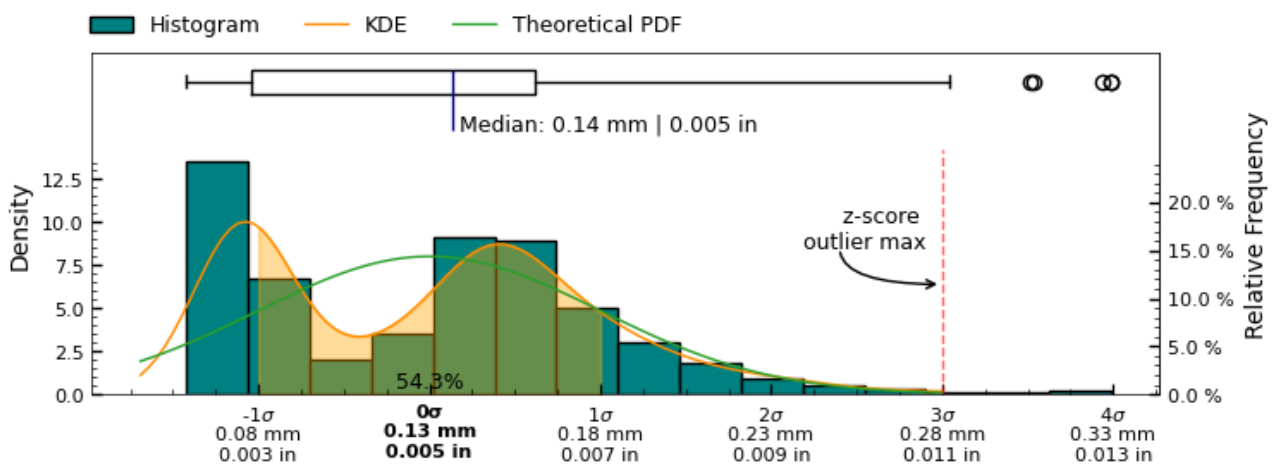 Histogram KDE Theoretical PDF
Median: 0.14 mm | 0.005 in
Density
12.5
10.0
7.5
5.0
2.5
0.0
z-score
outlier max
54.3%
Relative Frequency
20.0 %
15.0 %
10.0 %
5.0 %
0.0 %
-1σ 0σ 1σ 2σ 3σ 4σ
0.08 mm 0.13 mm 0.18 mm 0.23 mm 0.28 mm 0.33 mm
0.003 in 0.005 in 0.007 in 0.009 in 0.011 in 0.013 in